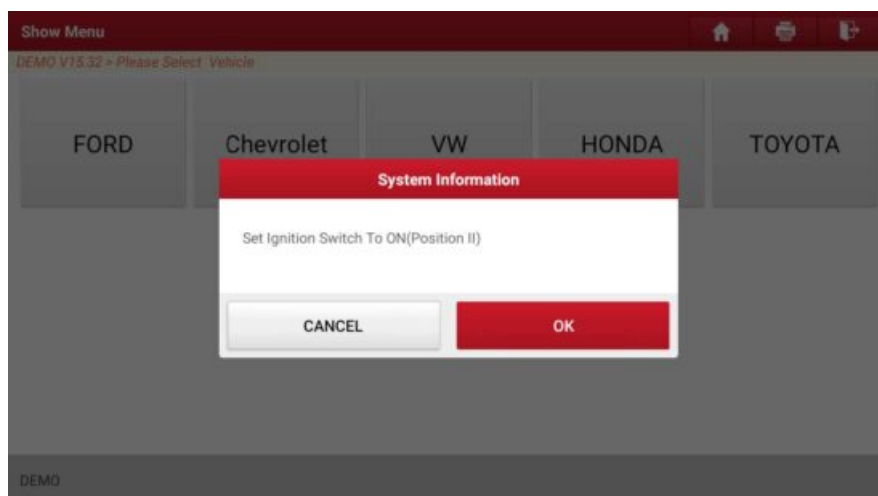 Show Menu
DEMO V15.32 > Please Select Vehicle
FORD Chevrolet VW HONDA TOYOTA
System Information
Set Ignition Switch To ON(Position II)
CANCEL OK
DEMO